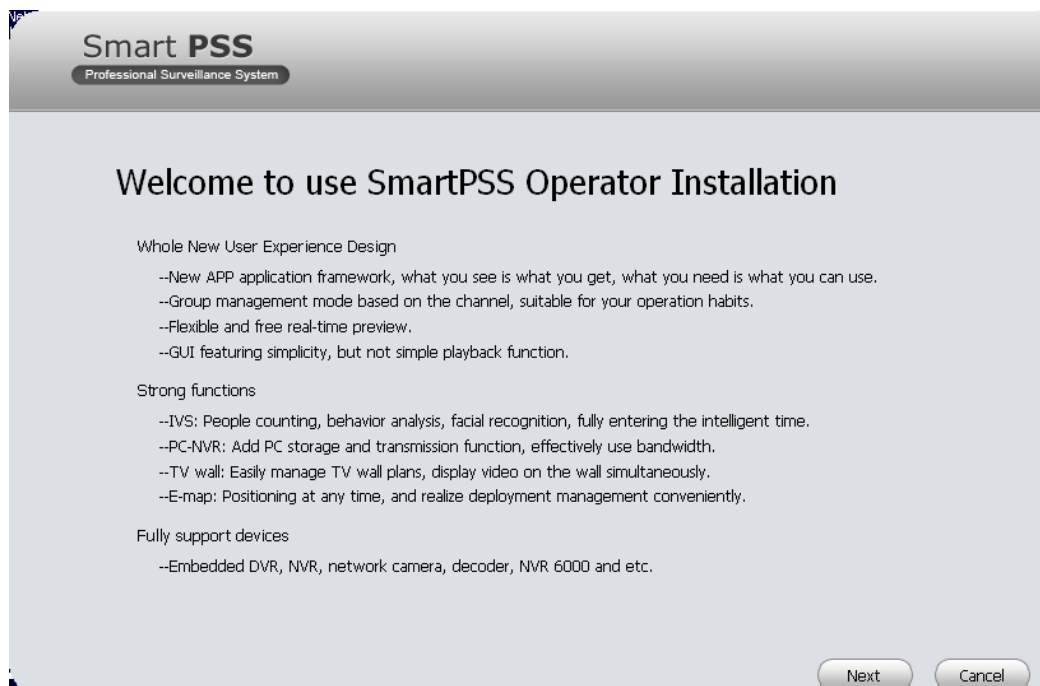 Smart PSS
Professional Surveillance System
Welcome to use SmartPSS Operator Installation
Whole New User Experience Design
--New APP application framework, what you see is what you get, what you need is what you can use.
--Group management mode based on the channel, suitable for your operation habits.
--Flexible and free real-time preview.
--GUI featuring simplicity, but not simple playback function.
Strong functions
--IVS: People counting, behavior analysis, facial recognition, fully entering the intelligent time.
--PC-NVR: Add PC storage and transmission function, effectively use bandwidth.
--TV wall: Easily manage TV wall plans, display video on the wall simultaneously.
--E-map: Positioning at any time, and realize deployment management conveniently.
Fully support devices
--Embedded DVR, NVR, network camera, decoder, NVR 6000 and etc.
Next
Cancel